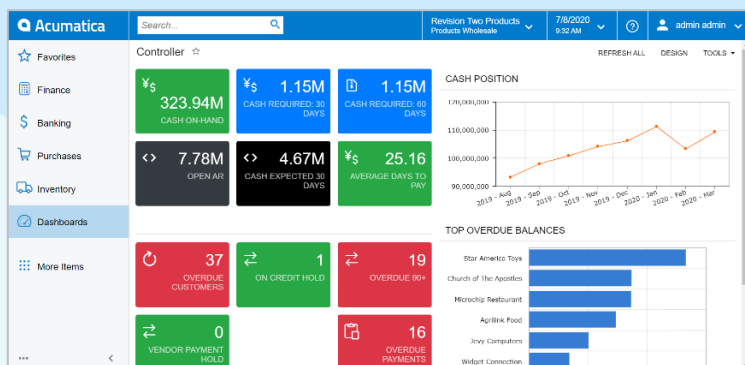 Acumatica
Search...
Revision Two Products
Products Wholesale
7/8/2020
9:32 AM
admin admin
Favorites
Finance
Banking
Purchases
Inventory
Dashboards
More Items
Controller
REFRESH ALL DESIGN TOOLS
¥$ 323.94M
CASH ON-HAND
¥$ 1.15M
CASH REQUIRED: 30
DAYS
1.15M
CASH REQUIRED: 60
DAYS
7.78M
OPEN AR
4.67M
CASH EXPECTED 30
DAYS
¥$ 25.16
AVERAGE DAYS TO
PAY
37
OVERDUE
CUSTOMERS
1
ON CREDIT HOLD
19
OVERDUE 90+
0
VENDOR PAYMENT
HOLD
16
OVERDUE
PAYMENTS
CASH POSITION
120,000,000
110,000,000
100,000,000
90,000,000
2019 - Aug 2019 - Sep 2019 - Oct 2019 - Nov 2019 - Dec 2020 - Jan 2020 - Feb 2020 - Mar
TOP OVERDUE BALANCES
Star America Toys
Church of The Apostles
Microchip Restaurant
Agrilink Food
Jevy Computers
Widget Connection